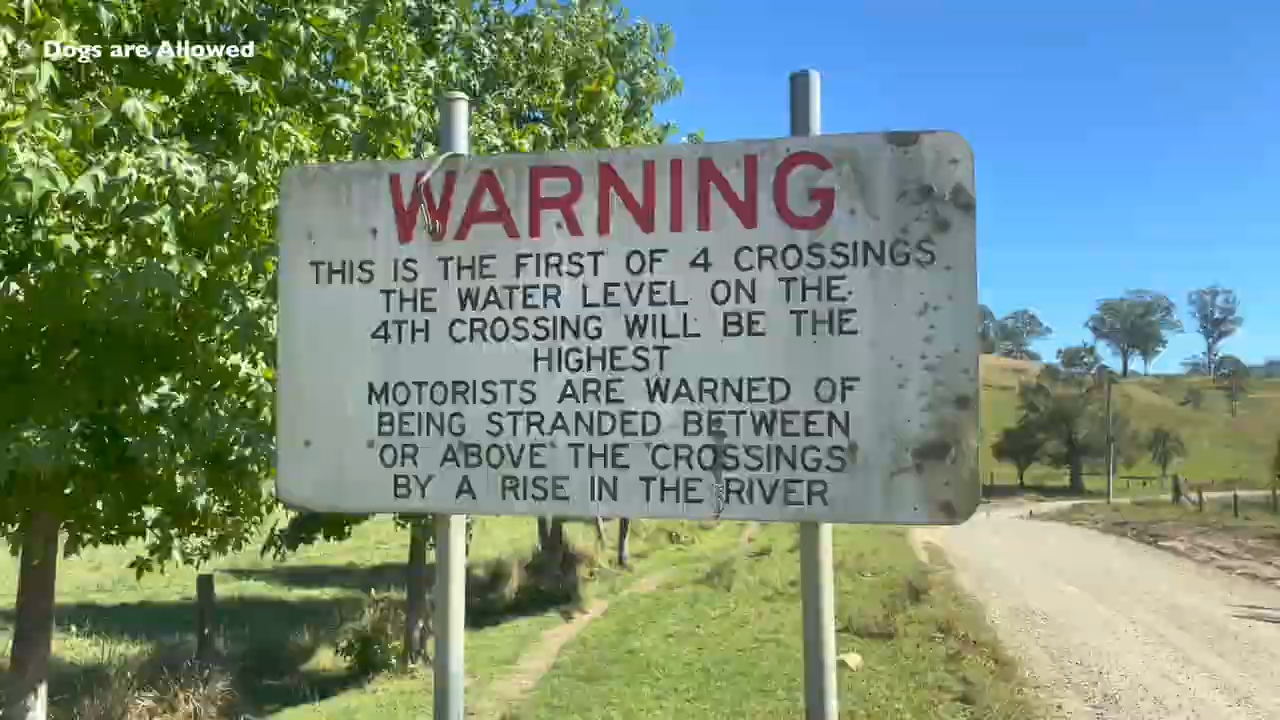 Dogs are Allowed
WARNING
THIS IS THE FIRST OF 4 CROSSINGS
THE WATER LEVEL ON THE
4TH CROSSING WILL BE THE
HIGHEST
MOTORISTS ARE WARNED OF
BEING STRANDED BETWEEN
OR ABOVE THE CROSSINGS
BY A RISE IN THE RIVER